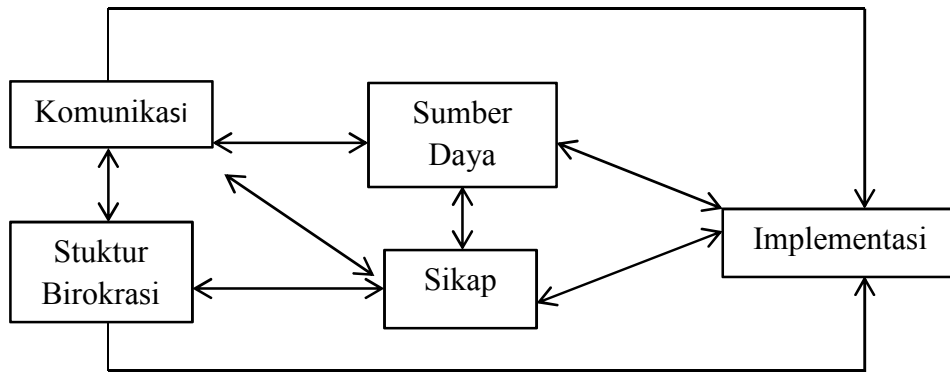 Komunikasi
Sumber
Daya
Stuktur
Birokrasi
Sikap
Implementasi